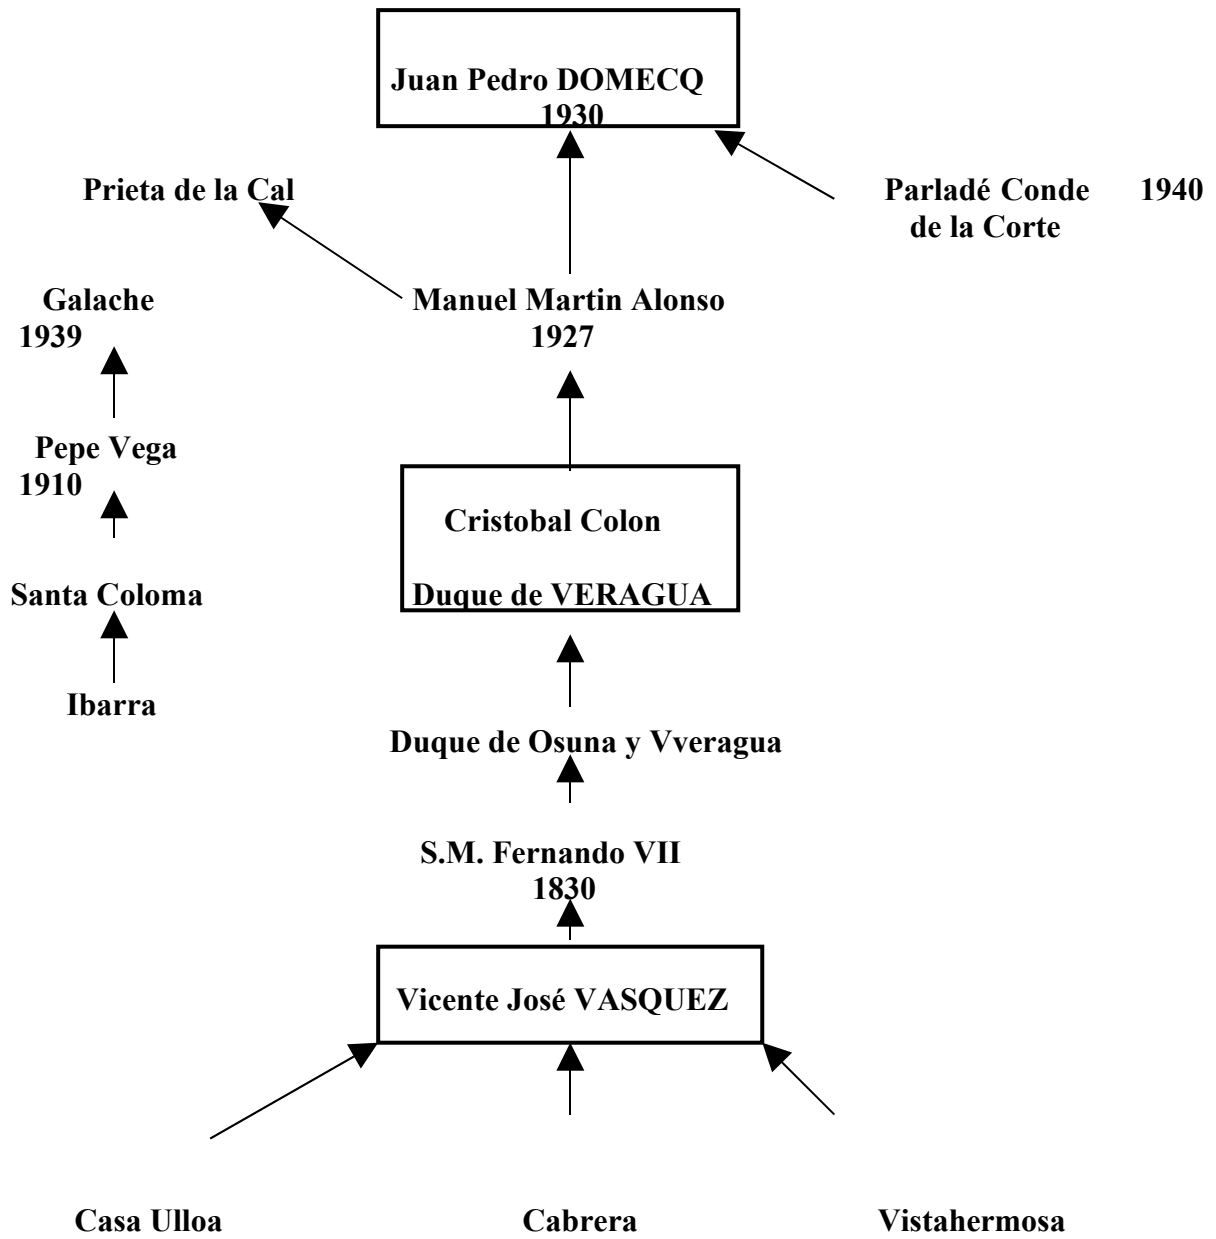 Juan Pedro DOMECQ
1930
Prieta de la Cal
Parladé Conde 1940
de la Corte
Galache
1939
Manuel Martin Alonso
1927
Pepe Vega
1910
Cristobal Colon
Duque de VERAGUA
Santa Coloma
Ibarra
Duque de Osuna y Vveragua
S.M. Fernando VII
1830
Vicente José VASQUEZ
Casa Ulloa
Cabrera
Vistahermosa